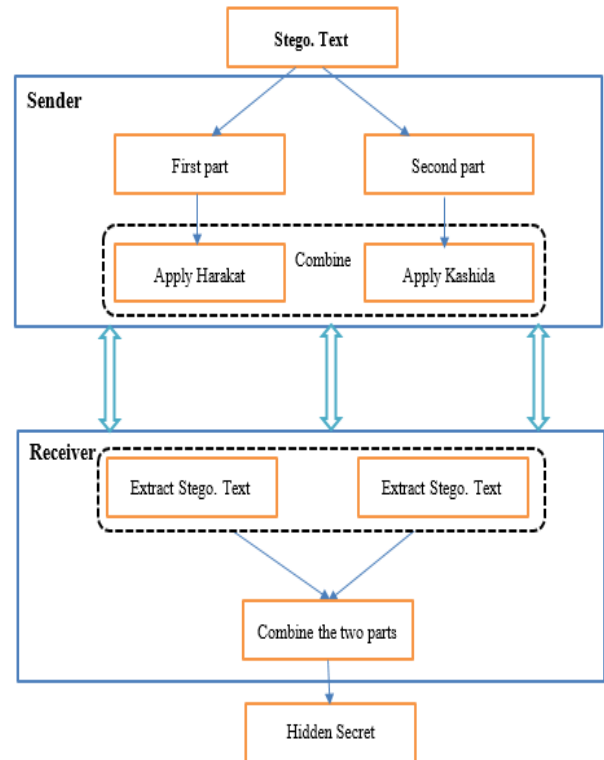 Stego. Text
Sender
First part
Second part
Combine
Apply Harakat
Apply Kashida
Receiver
Extract Stego. Text
Extract Stego. Text
Combine the two parts
Hidden Secret